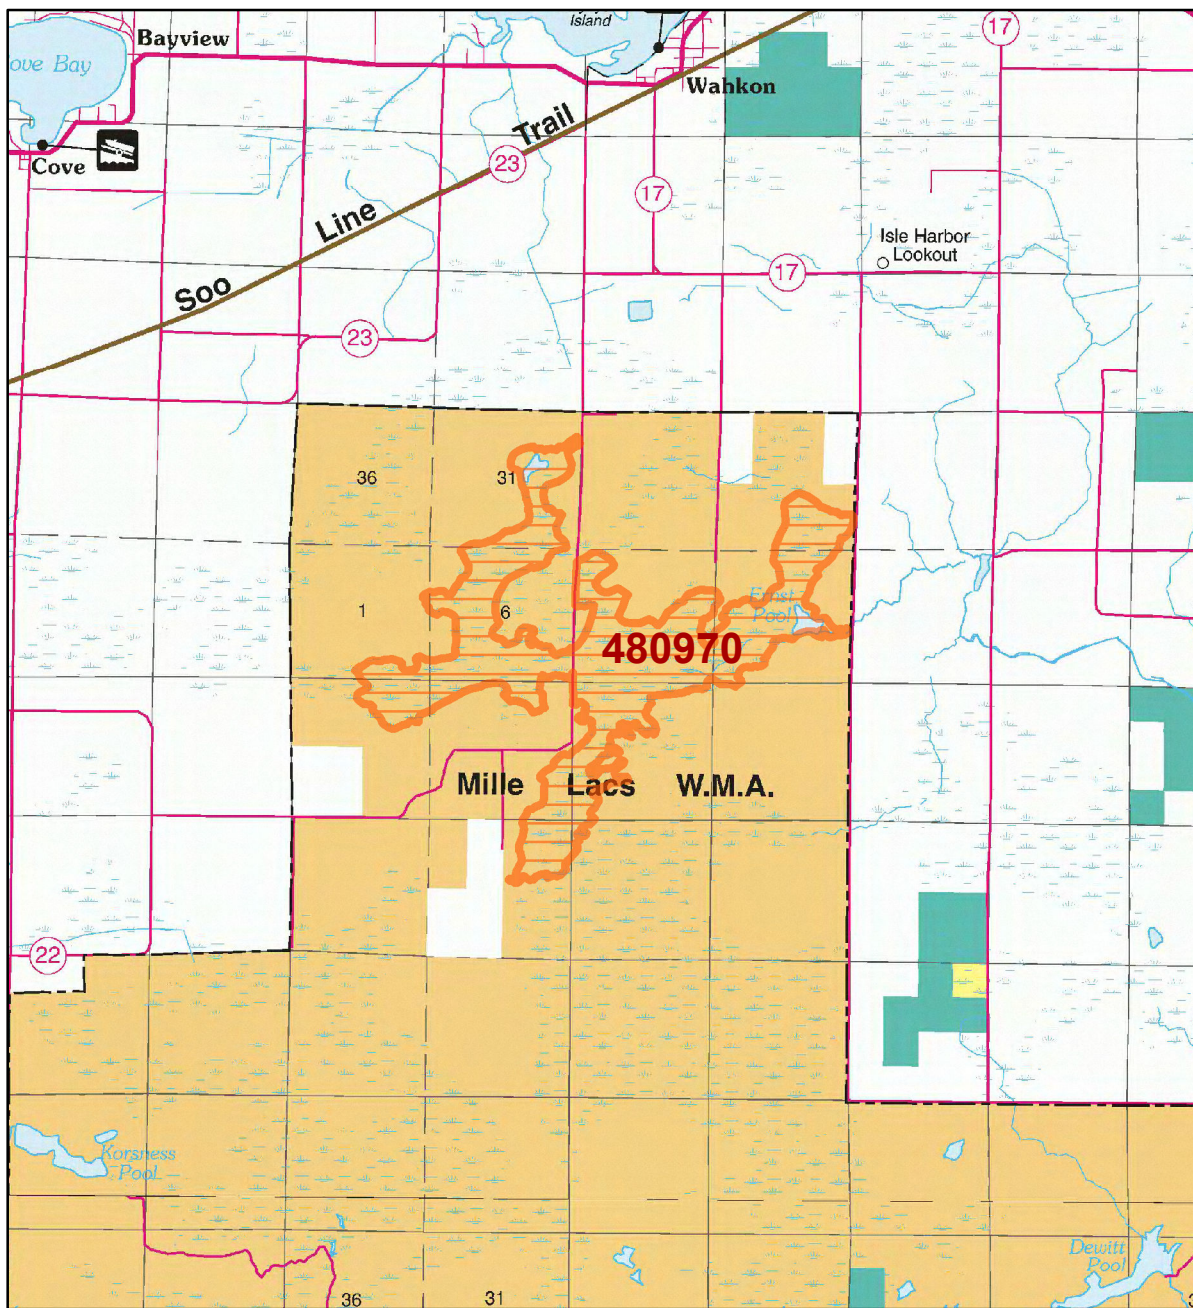 Island
17
Bayview
ove Bay
Wahkon
Trail
Cove
23
17
Line
Isle Harbor
Lookout
17
Soo
23
36
31
1
6
Ernst
Pool
480970
Mille Lacs W.M.A.
22
Korsness
Pool
Dewitt
Pool
36
31